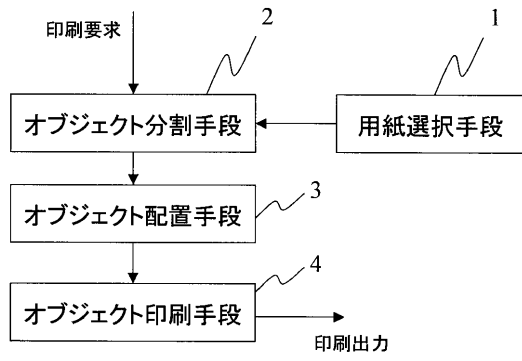 印刷要求
2
1
オブジェクト分割手段
用紙選択手段
オブジェクト配置手段
3
オブジェクト印刷手段
4
印刷出力